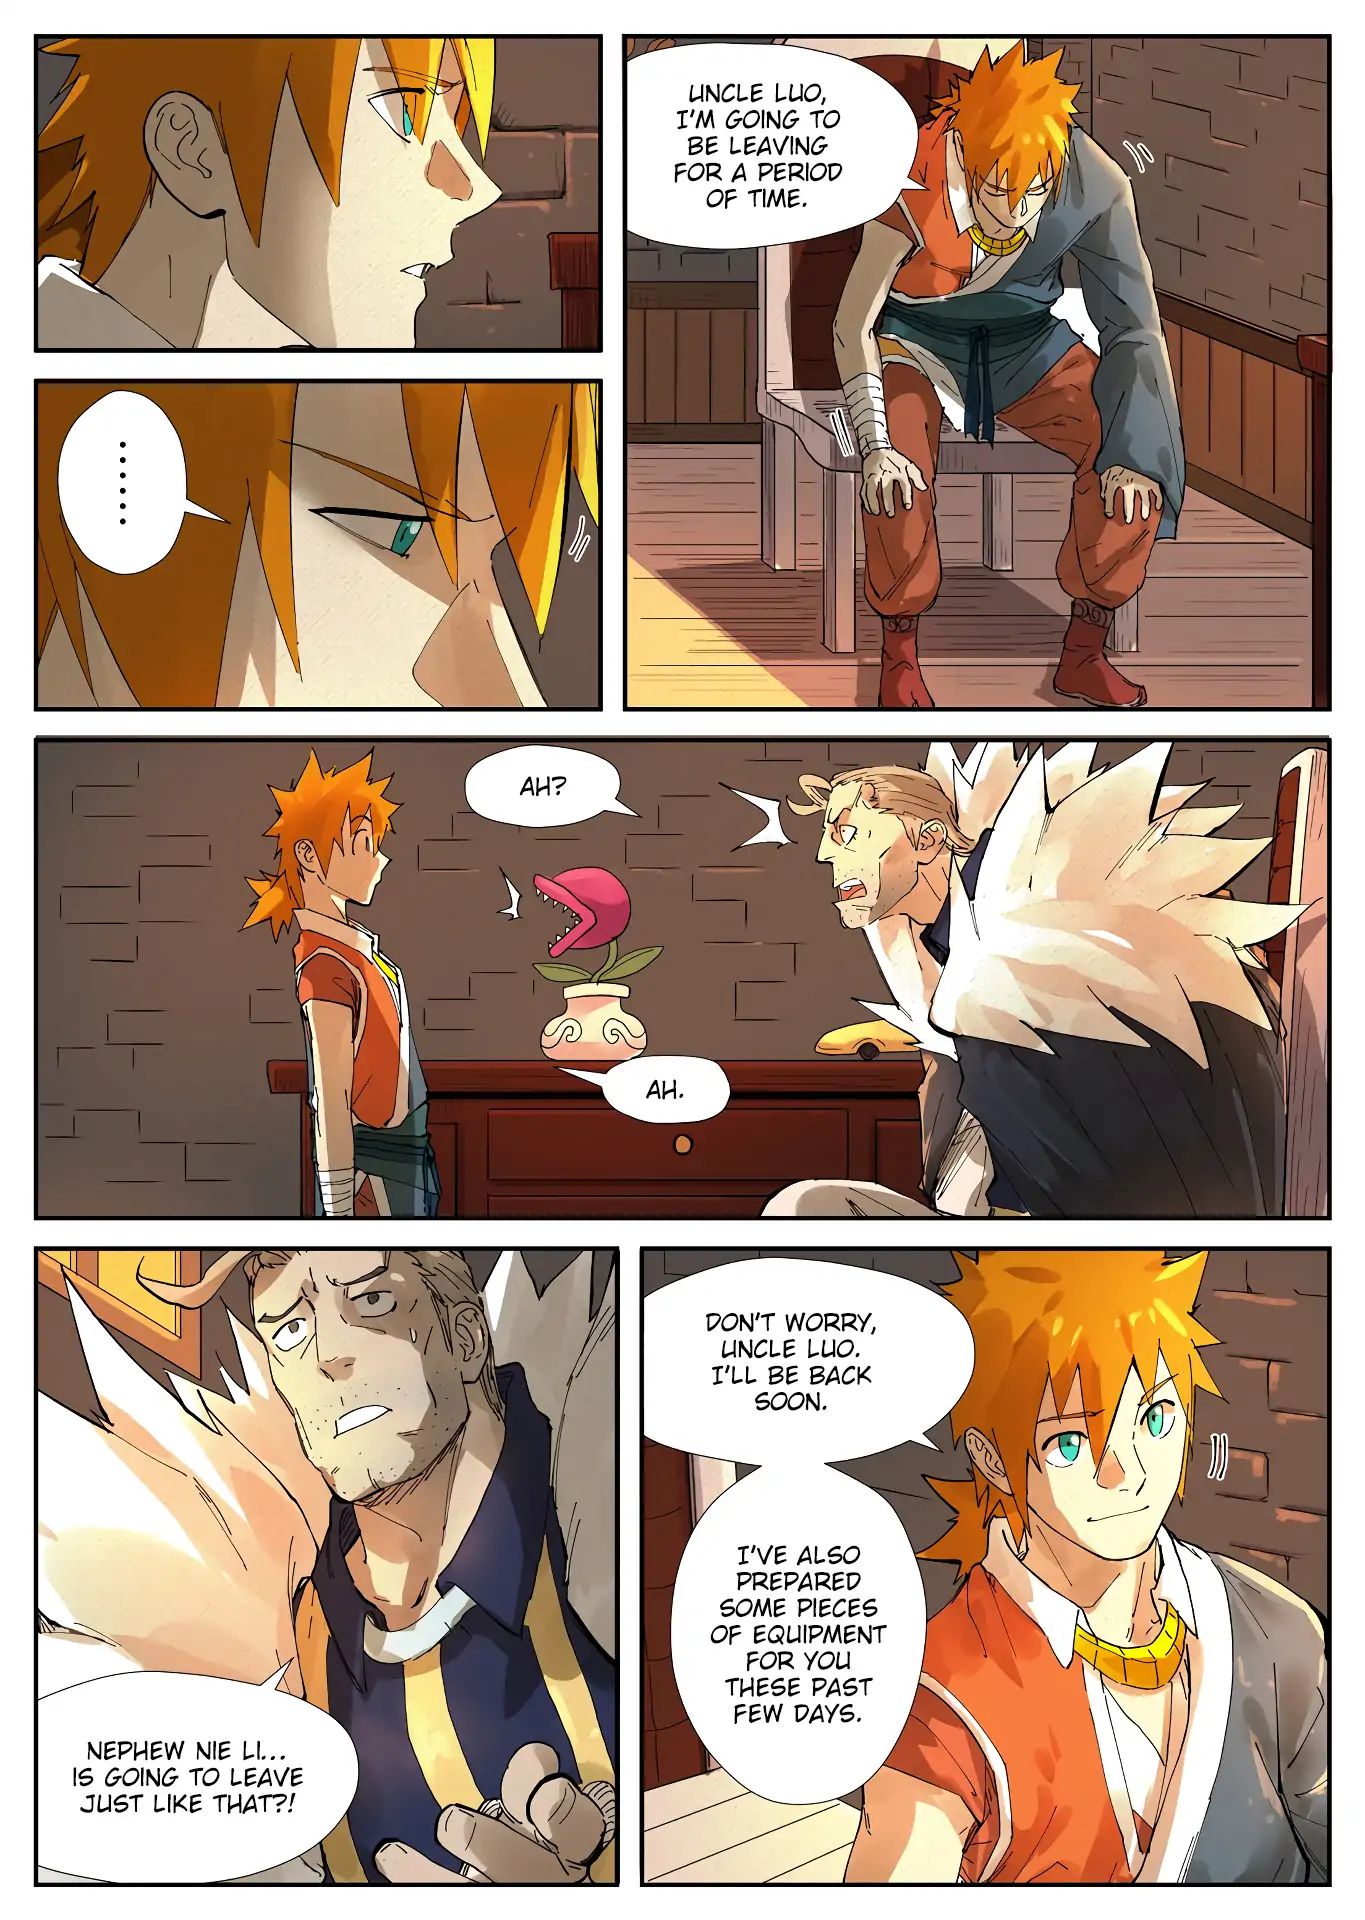 ......
UNCLE LUO,
I'M GOING TO
BE LEAVING
FOR A PERIOD
OF TIME.
AH?
AH.
NEPHEW NIE LI...
IS GOING TO LEAVE
JUST LIKE THAT?!
DON'T WORRY,
UNCLE LUO.
I'LL BE BACK
SOON.
I'VE ALSO
PREPARED
SOME PIECES
OF EQUIPMENT
FOR YOU
THESE PAST
FEW DAYS.